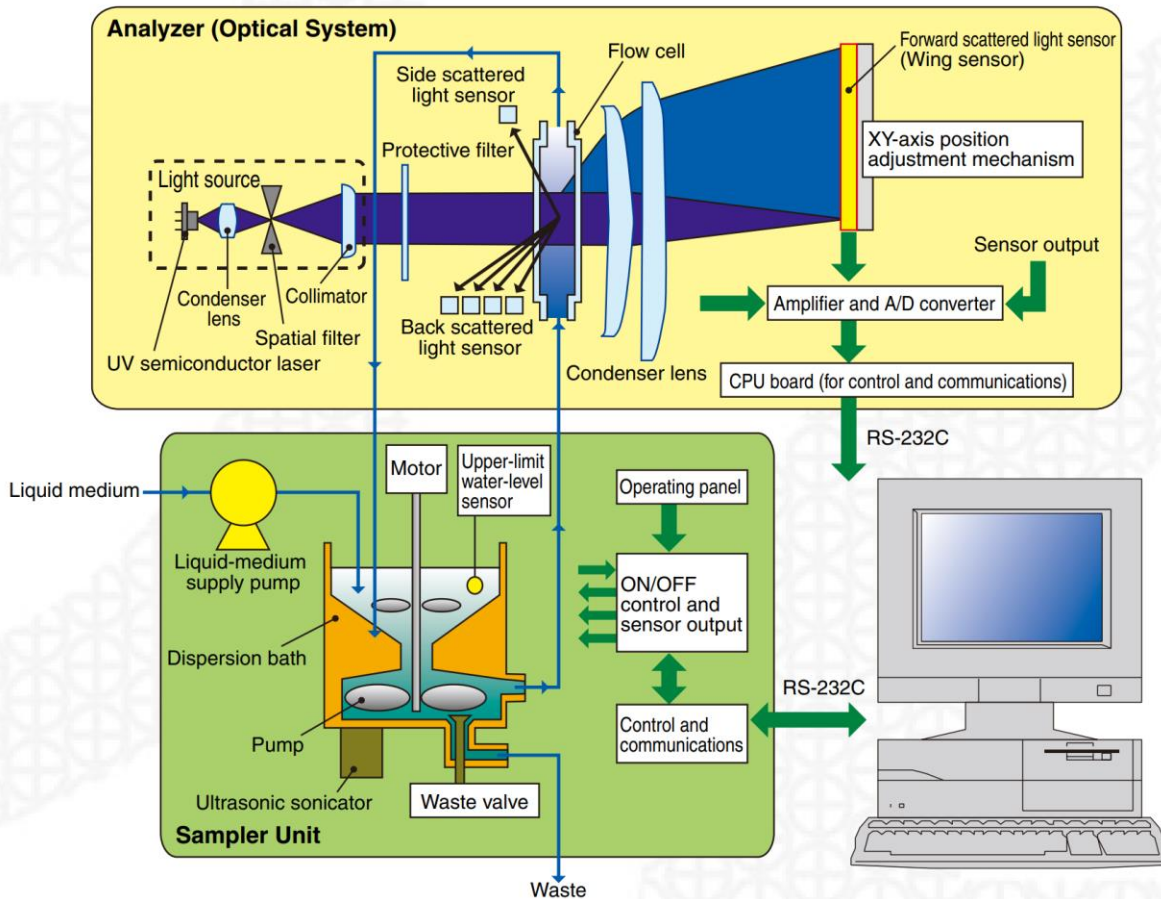 Analyzer (Optical System)
Side scattered
light sensor
Flow cell
Forward scattered light sensor
(Wing sensor)
Protective filter
XY-axis position
adjustment mechanism
Light source
Sensor output
Condenser
lens
Collimator
Spatial filter
UV semiconductor laser
Back scattered
light sensor
Condenser lens
Amplifier and A/D converter
CPU board (for control and communications)
RS-232C
Liquid medium
Motor
Upper-limit
water-level
sensor
Operating panel
Liquid-medium
supply pump
ON/OFF
control and
sensor output
Dispersion bath
RS-232C
Control and
communications
Pump
Ultrasonic sonicator
Waste valve
Sampler Unit
Waste